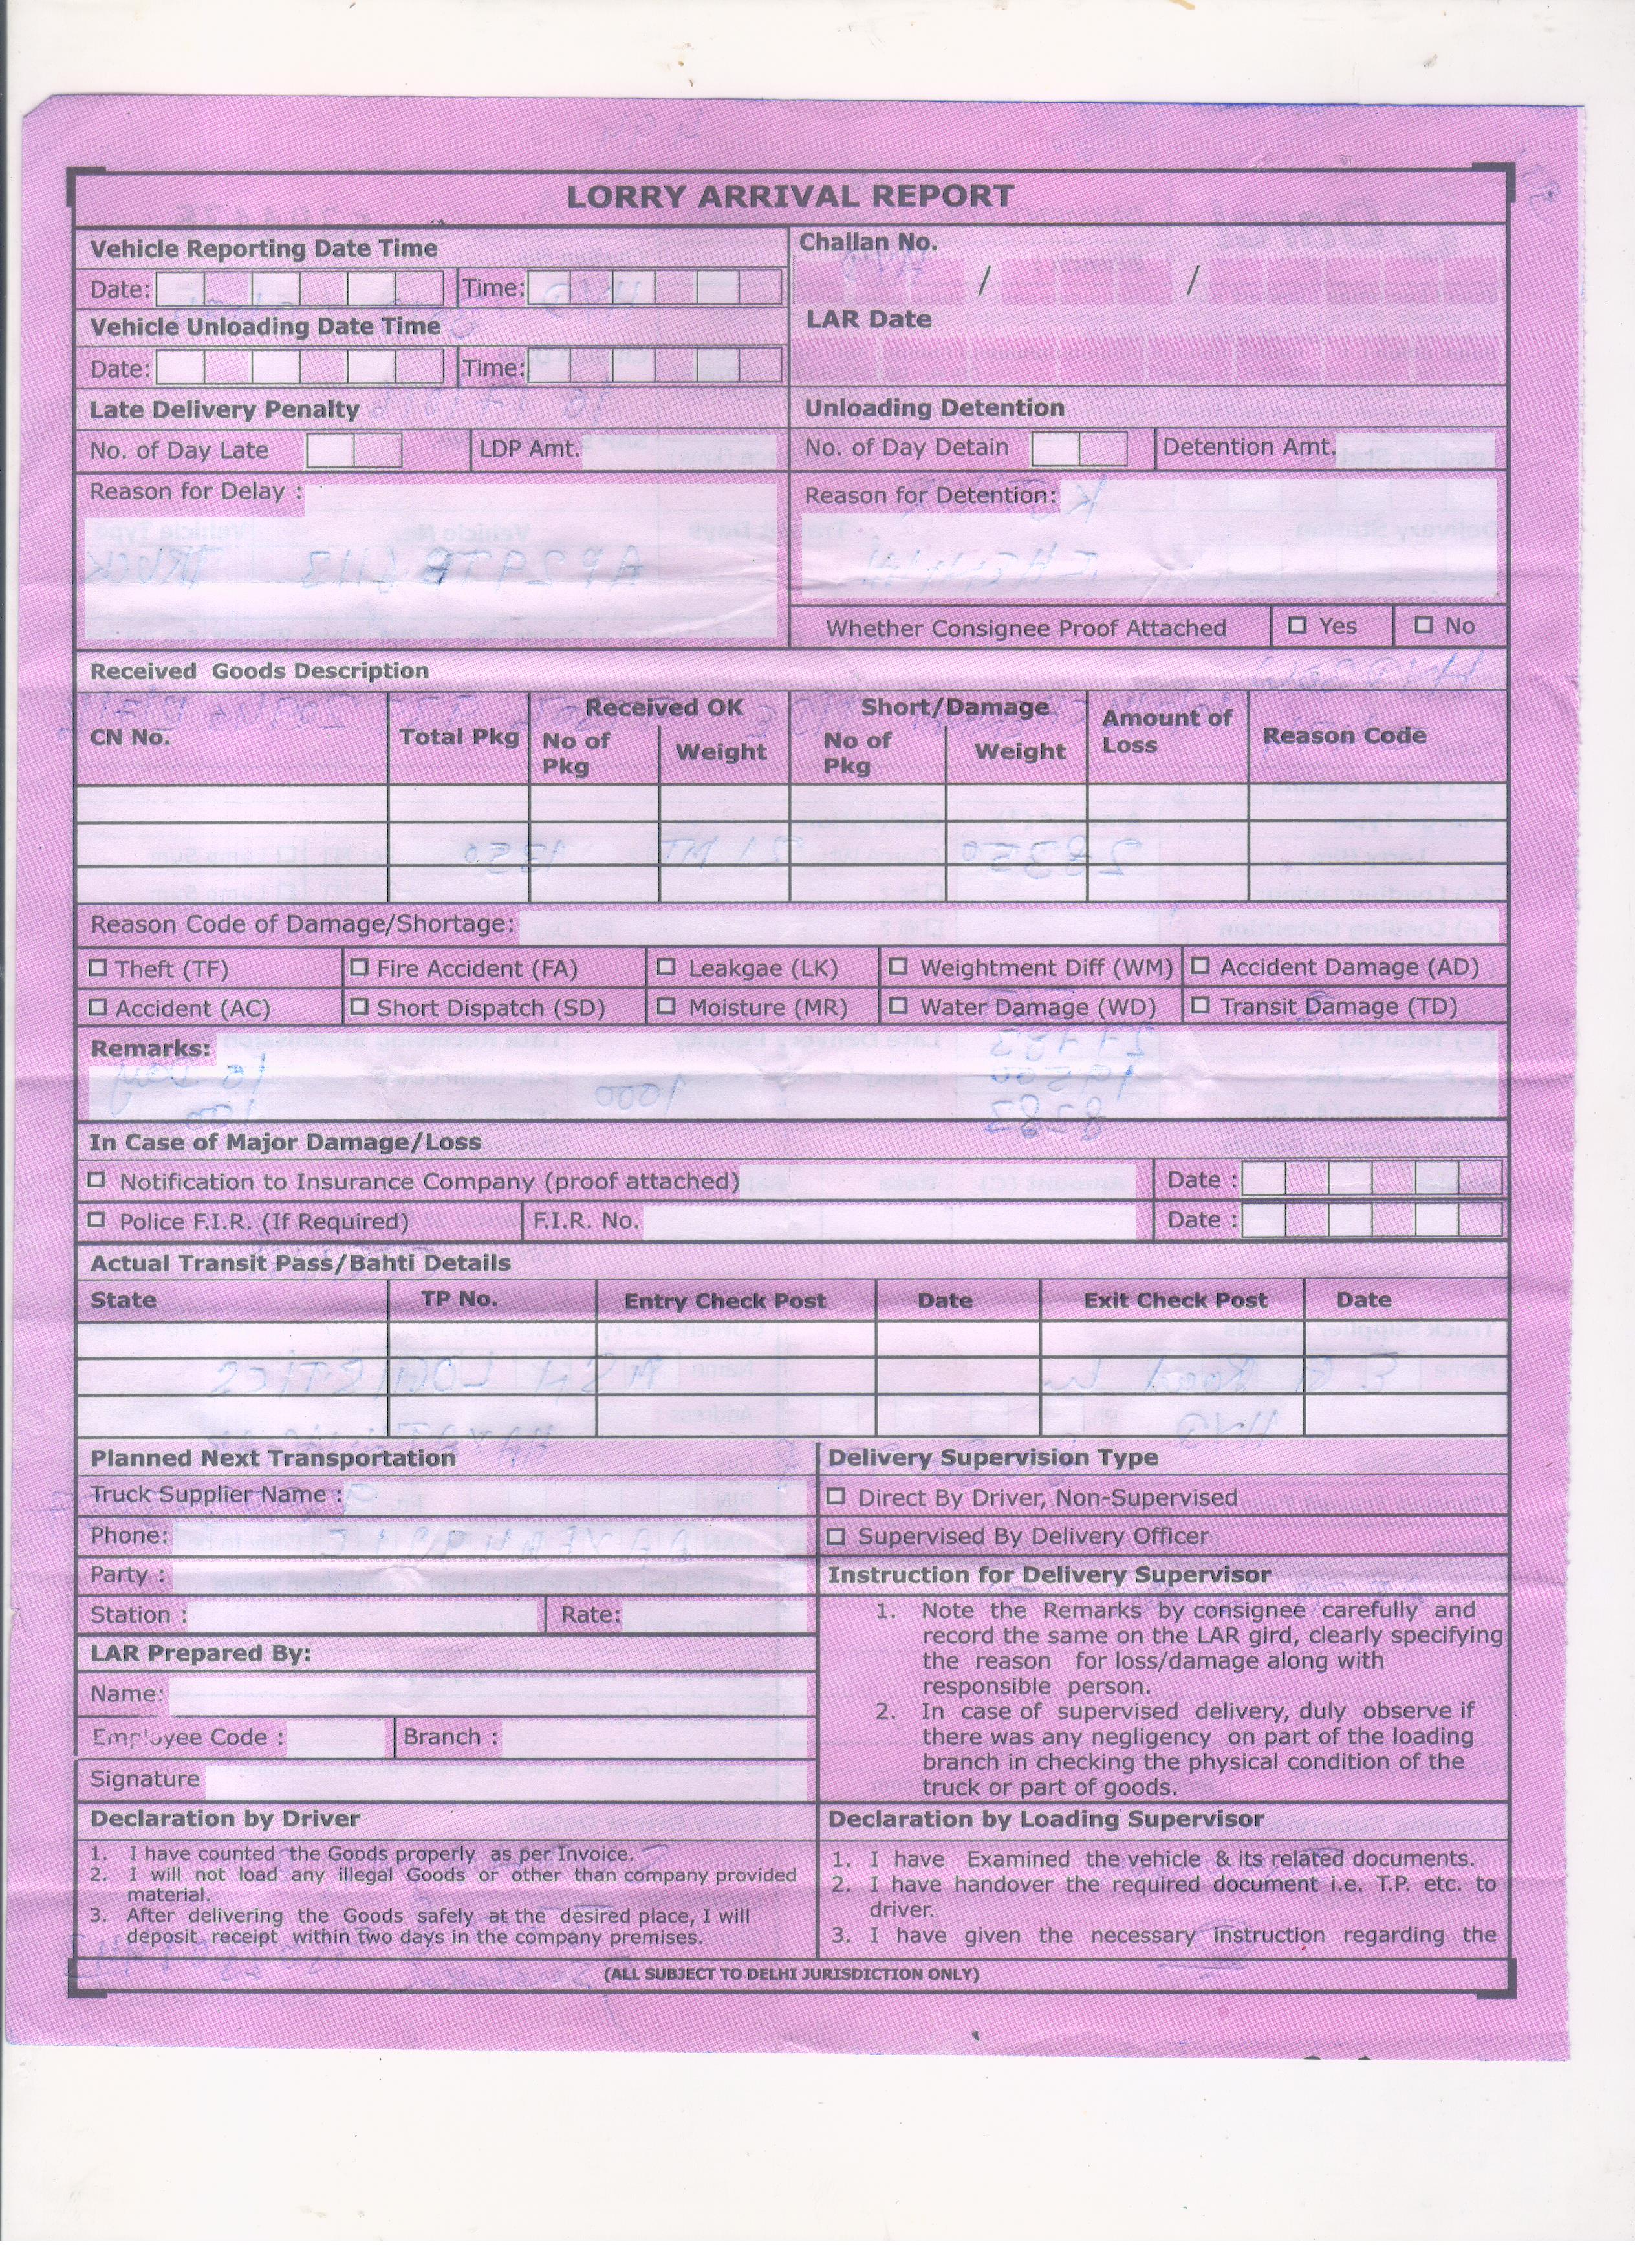 LORRY ARRIVAL REPORT
Vehicle Reporting Date Time
Date: Time:
Challan No.
/ /
Vehicle Unloading Date Time
Date: Time:
LAR Date
Late Delivery Penalty
No. of Day Late LDP Amt.
Unloading Detention
No. of Day Detain Detention Amt.
Reason for Delay :
Reason for Detention:
Whether Consignee Proof Attached Yes No
Received Goods Description
CN No. Total Pkg Received OK Short/Damage Amount of Loss Reason Code
No of Pkg Weight No of Pkg Weight
Reason Code of Damage/Shortage:
Theft (TF) Fire Accident (FA) Leakgae (LK) Weightment Diff (WM) Accident Damage (AD)
Accident (AC) Short Dispatch (SD) Moisture (MR) Water Damage (WD) Transit Damage (TD)
Remarks:
In Case of Major Damage/Loss
Notification to Insurance Company (proof attached) Date :
Police F.I.R. (If Required) F.I.R. No. Date :
Actual Transit Pass/Bahti Details
State TP No. Entry Check Post Date Exit Check Post Date
Planned Next Transportation
Truck Supplier Name :
Phone:
Party :
Station : Rate:
LAR Prepared By:
Name:
Employee Code : Branch :
Signature
Delivery Supervision Type
Direct By Driver, Non-Supervised
Supervised By Delivery Officer
Instruction for Delivery Supervisor
1. Note the Remarks by consignee carefully and
record the same on the LAR gird, clearly specifying
the reason for loss/damage along with
responsible person.
2. In case of supervised delivery, duly observe if
there was any negligency on part of the loading
branch in checking the physical condition of the
truck or part of goods.
Declaration by Driver
1. I have counted the Goods properly as per Invoice.
2. I will not load any illegal Goods or other than company provided
material.
3. After delivering the Goods safely at the desired place, I will
deposit receipt within two days in the company premises.
Declaration by Loading Supervisor
1. I have Examined the vehicle & its related documents.
2. I have handover the required document i.e. T.P. etc. to
driver.
3. I have given the necessary instruction regarding the
(ALL SUBJECT TO DELHI JURISDICTION ONLY)